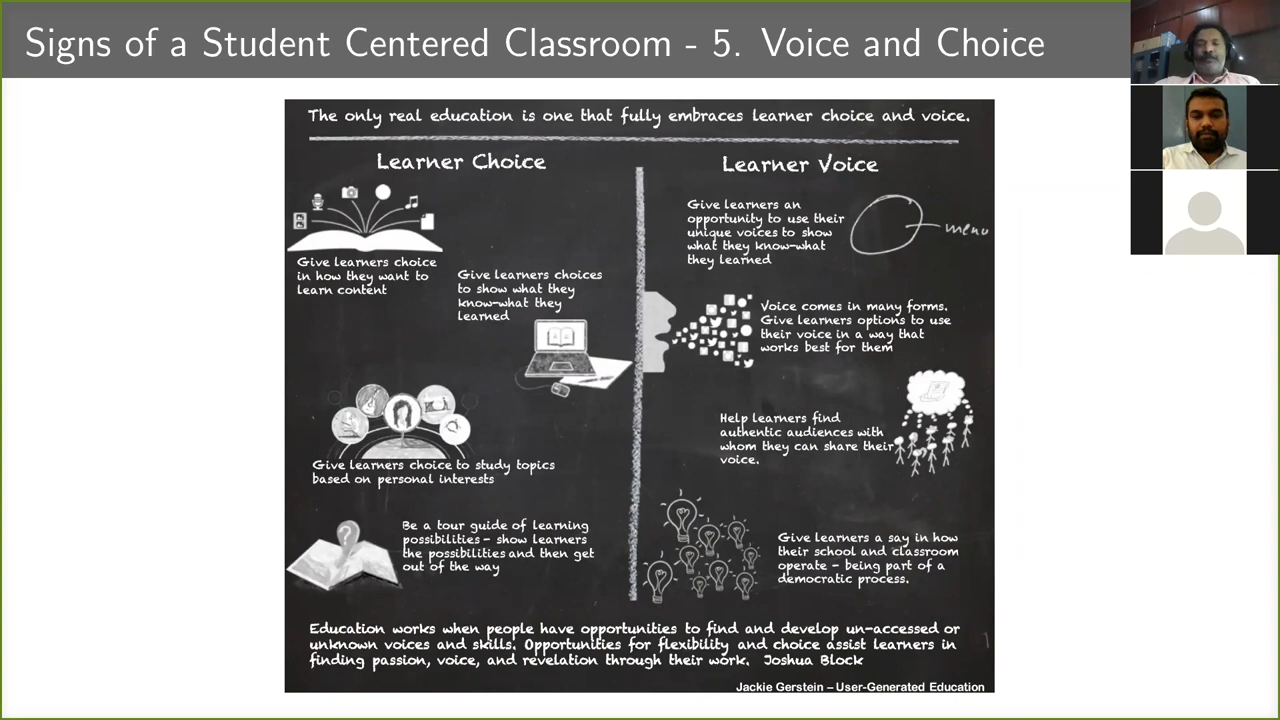 Signs of a Student Centered Classroom - 5. Voice and Choice
The only real education is one that fully embraces learner choice and voice.
Learner Choice
Give learners choice
in how they want to
learn content
Give learners choices
to show what they
know-what they
learned
Give learners choice to study topics
based on personal interests
Be a tour guide of learning
possibilities - show learners
the possibilities and then get
out of the way
Learner Voice
Give learners an
opportunity to use their
unique voices to show
what they know-what
they learned
menu
Voice comes in many forms.
Give learners options to use
their voice in a way that
works best for them
Help learners find
authentic audiences with
whom they can share their
voice.
Give learners a say in how
their school and classroom
operate - being part of a
democratic process.
Education works when people have opportunities to find and develop un-accessed or
unknown voices and skills. Opportunities for flexibility and choice assist learners in
finding passion, voice, and revelation through their work. Joshua Block
Jackie Gerstein – User-Generated Education